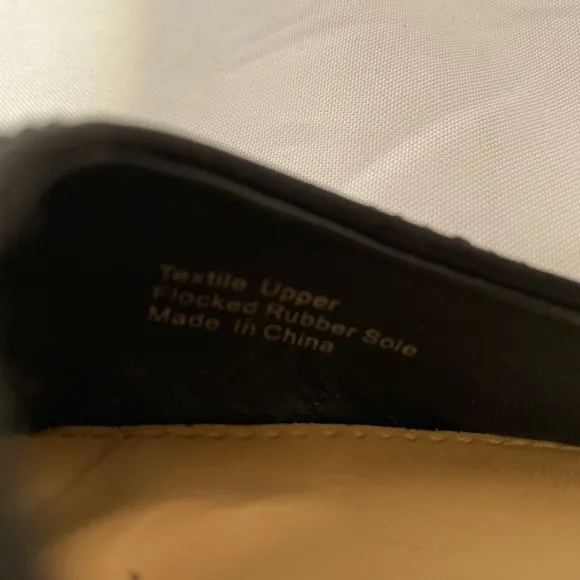 Textile Upper
Flocked Rubber Sole
Made in China